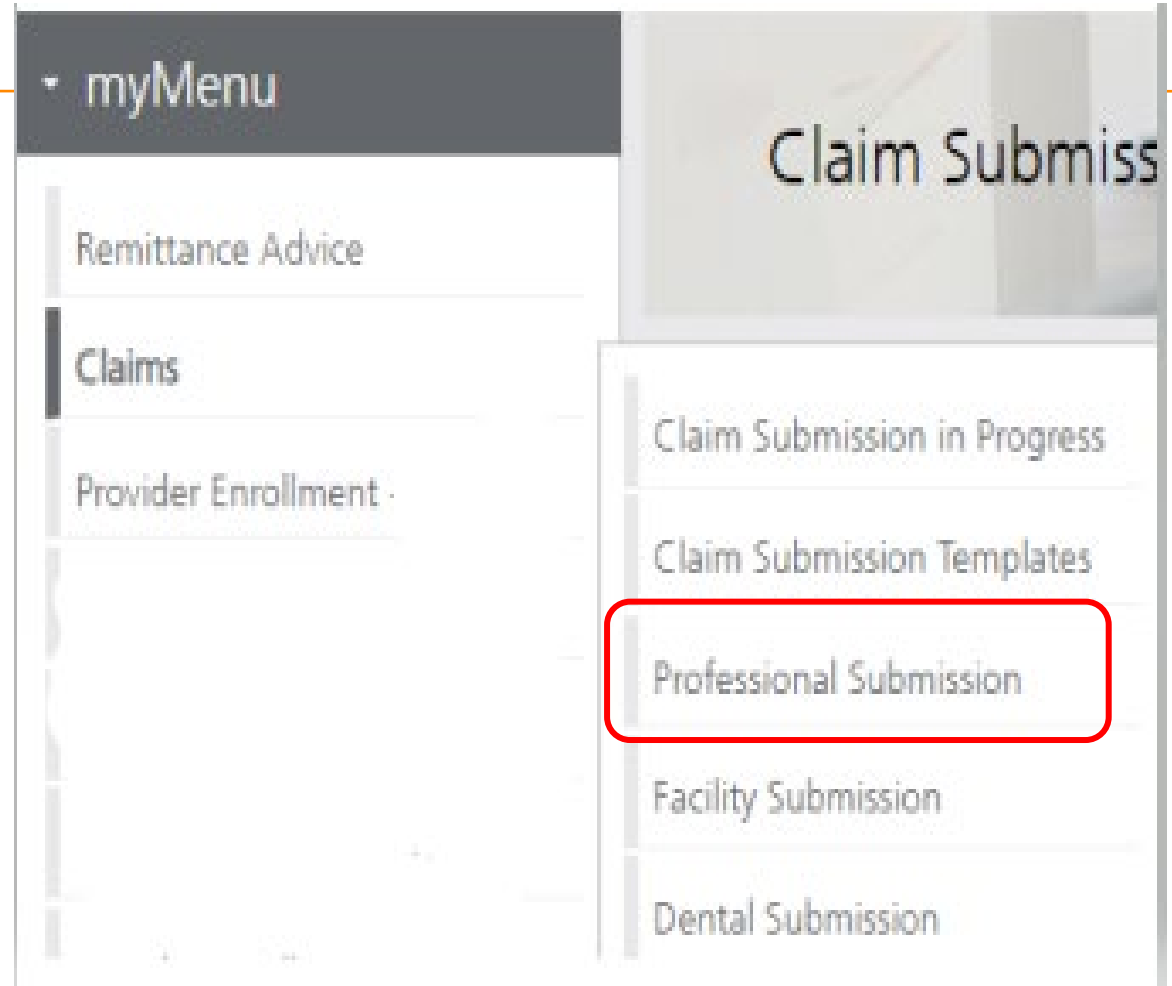 myMenu
Claim Submiss
Remittance Advice
Claims
Provider Enrollment -
Claim Submission in Progress
Claim Submission Templates
Professional Submission
Facility Submission
Dental Submission